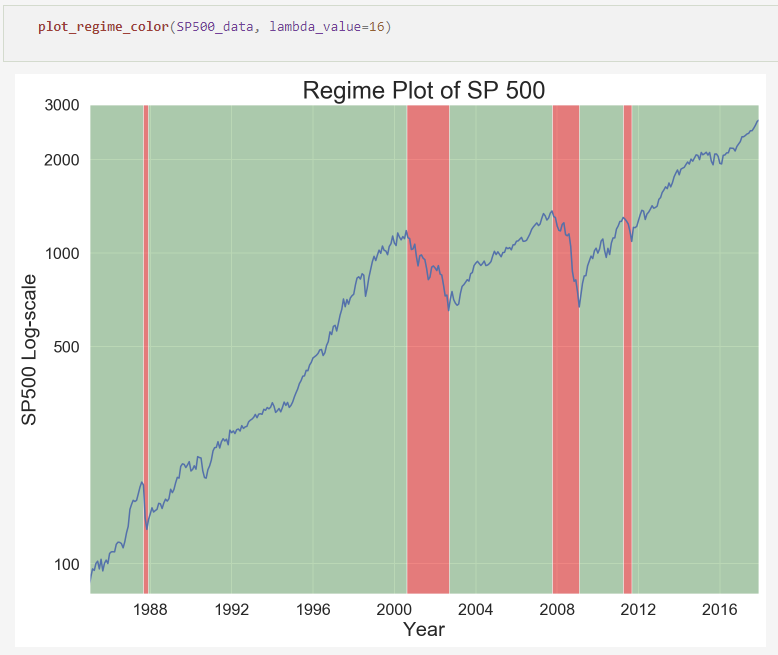 plot_regime_color(SP500_data, lambda_value=16)
Regime Plot of SP 500
3000
2000
1000
500
100
SP500 Log-scale
1988 1992 1996 2000 2004 2008 2012 2016
Year